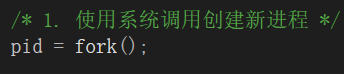 /* 1. 使用系统调用创建新进程 */
pid = fork();